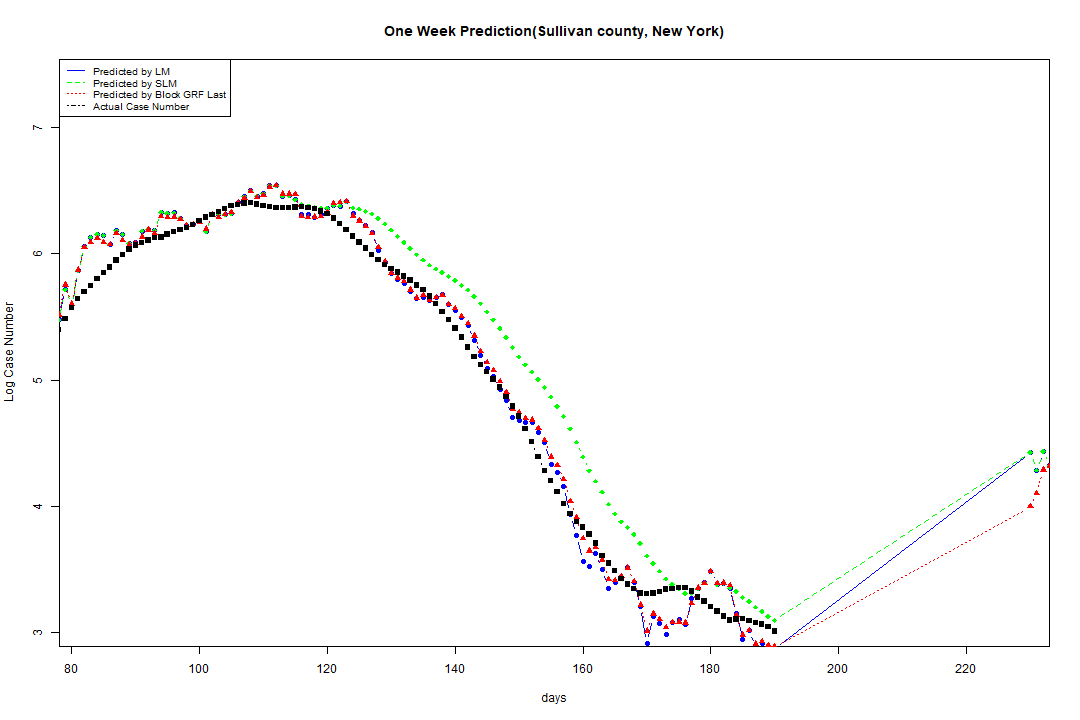 One Week Prediction(Sullivan county, New York)
Predicted by LM
Predicted by SLM
Predicted by Block GRF Last
Actual Case Number
7
6
5
4
3
Log Case Number
80 100 120 140 160 180 200 220
days